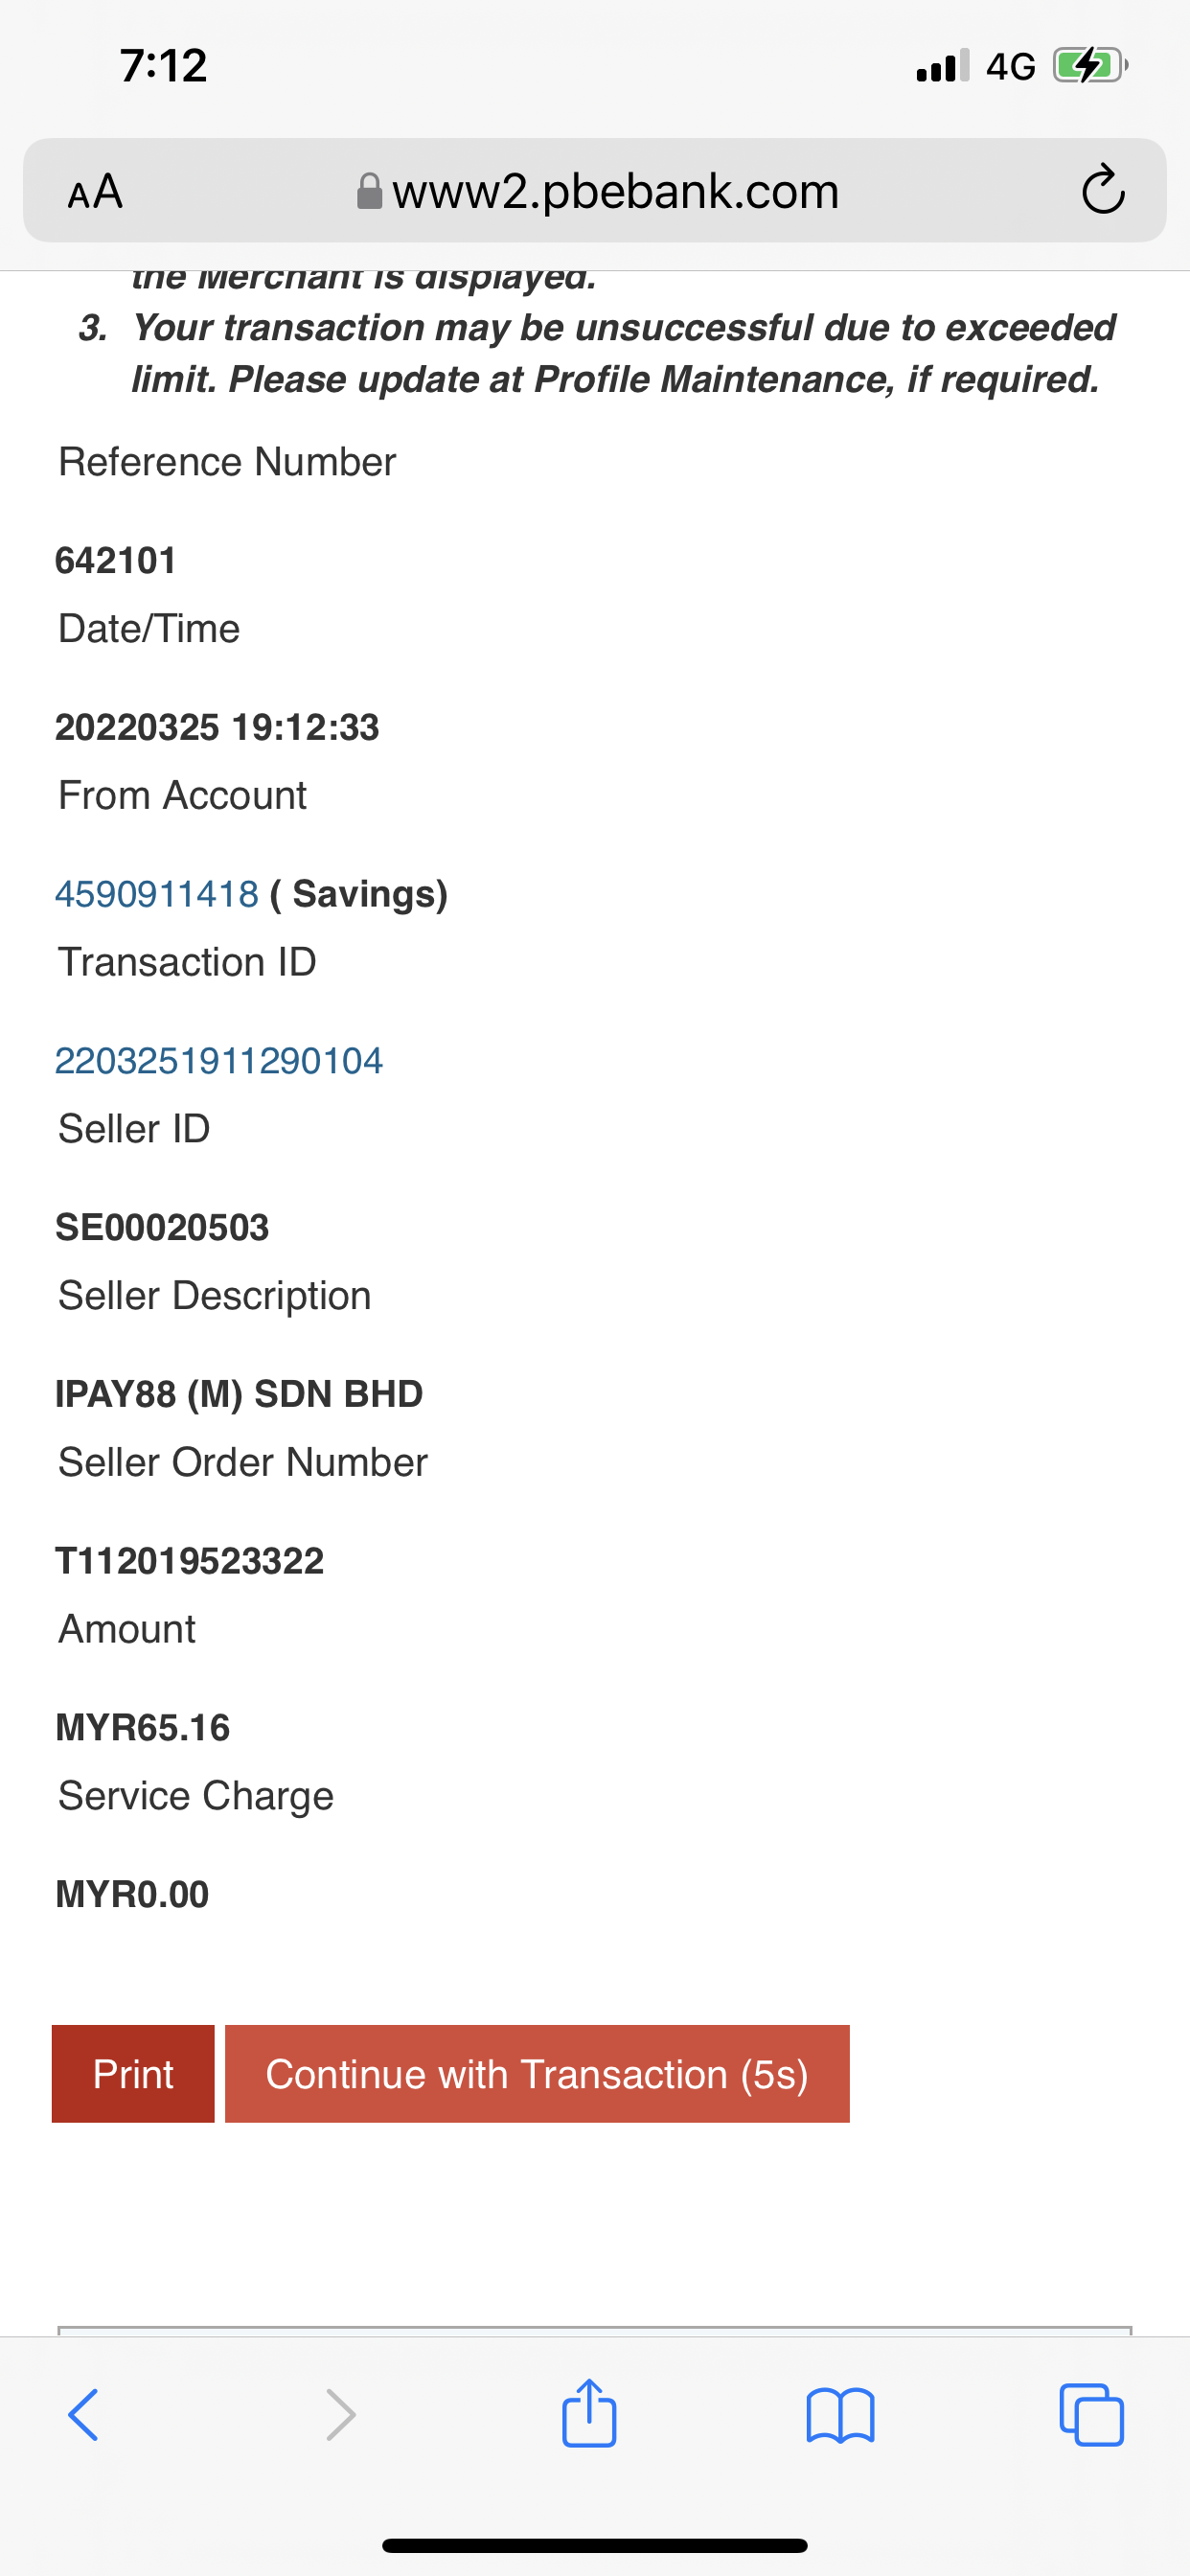 7:12
4G
AA
www2.pbebank.com
the Merchant is displayed.
3. Your transaction may be unsuccessful due to exceeded
limit. Please update at Profile Maintenance, if required.
Reference Number
642101
Date/Time
20220325 19:12:33
From Account
4590911418 ( Savings)
Transaction ID
2203251911290104
Seller ID
SE00020503
Seller Description
IPAY88 (M) SDN BHD
Seller Order Number
T112019523322
Amount
MYR65.16
Service Charge
MYR0.00
Print
Continue with Transaction (5s)